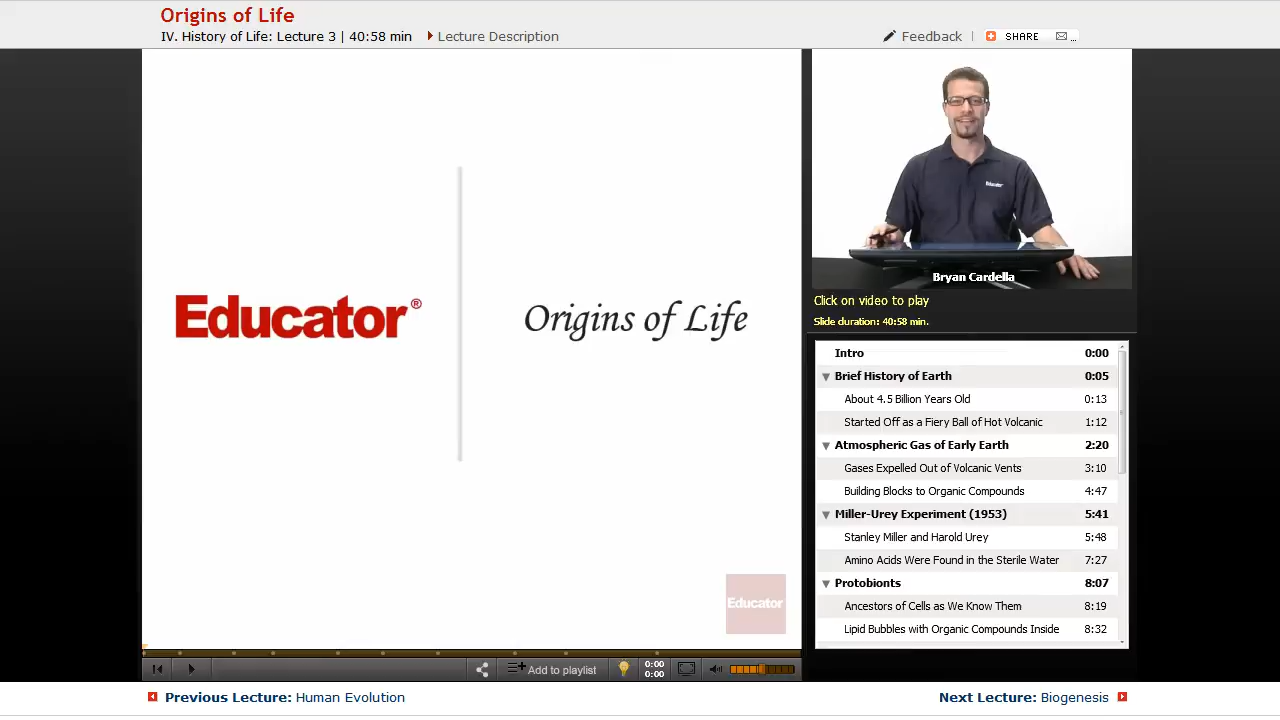 Origins of Life
IV. History of Life: Lecture 3 | 40:58 min
Lecture Description
Feedback
SHARE
...
Educator®
Origins of Life
Educator
Educator
Bryan Cardella
Click on video to play
Slide duration: 40:58 min.
Intro 0:00
Brief History of Earth 0:05
About 4.5 Billion Years Old 0:13
Started Off as a Fiery Ball of Hot Volcanic 1:12
Atmospheric Gas of Early Earth 2:20
Gases Expelled Out of Volcanic Vents 3:10
Building Blocks to Organic Compounds 4:47
Miller-Urey Experiment (1953) 5:41
Stanley Miller and Harold Urey 5:48
Amino Acids Were Found in the Sterile Water 7:27
Protobionts 8:07
Ancestors of Cells as We Know Them 8:19
Lipid Bubbles with Organic Compounds Inside 8:32
Add to playlist
0:00
0:00
Previous Lecture: Human Evolution
Next Lecture: Biogenesis